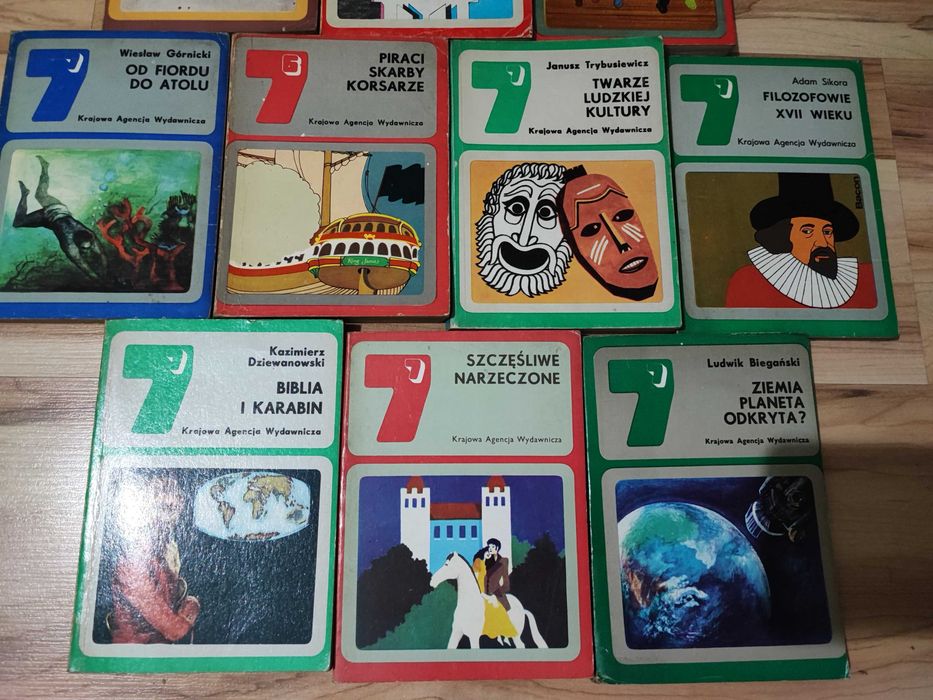 Wiesław Górnicki
OD FIORDU
DO ATOLU
Krajowa Agencja Wydawnicza
7
6
PIRACI
SKARBY
KORSARZE
Krajowa Agencja Wydawnicza
King James
7
Janusz Trybusiewicz
TWARZE
LUDZKIEJ
KULTURY
Krajowa Agencja Wydawnicza
7
Adam Sikora
FILOZOFOWIE
XVII WIEKU
Krajowa Agencja Wydawnicza
7
Bacon
Kazimierz
Dziewanowski
BIBLIA
I KARABIN
Krajowa Agencja Wydawnicza
7
SZCZĘŚLIWE
NARZECZONE
Krajowa Agencja Wydawnicza
7
Ludwik Biegański
ZIEMIA
PLANETA
ODKRYTA?
Krajowa Agencja Wydawnicza
7